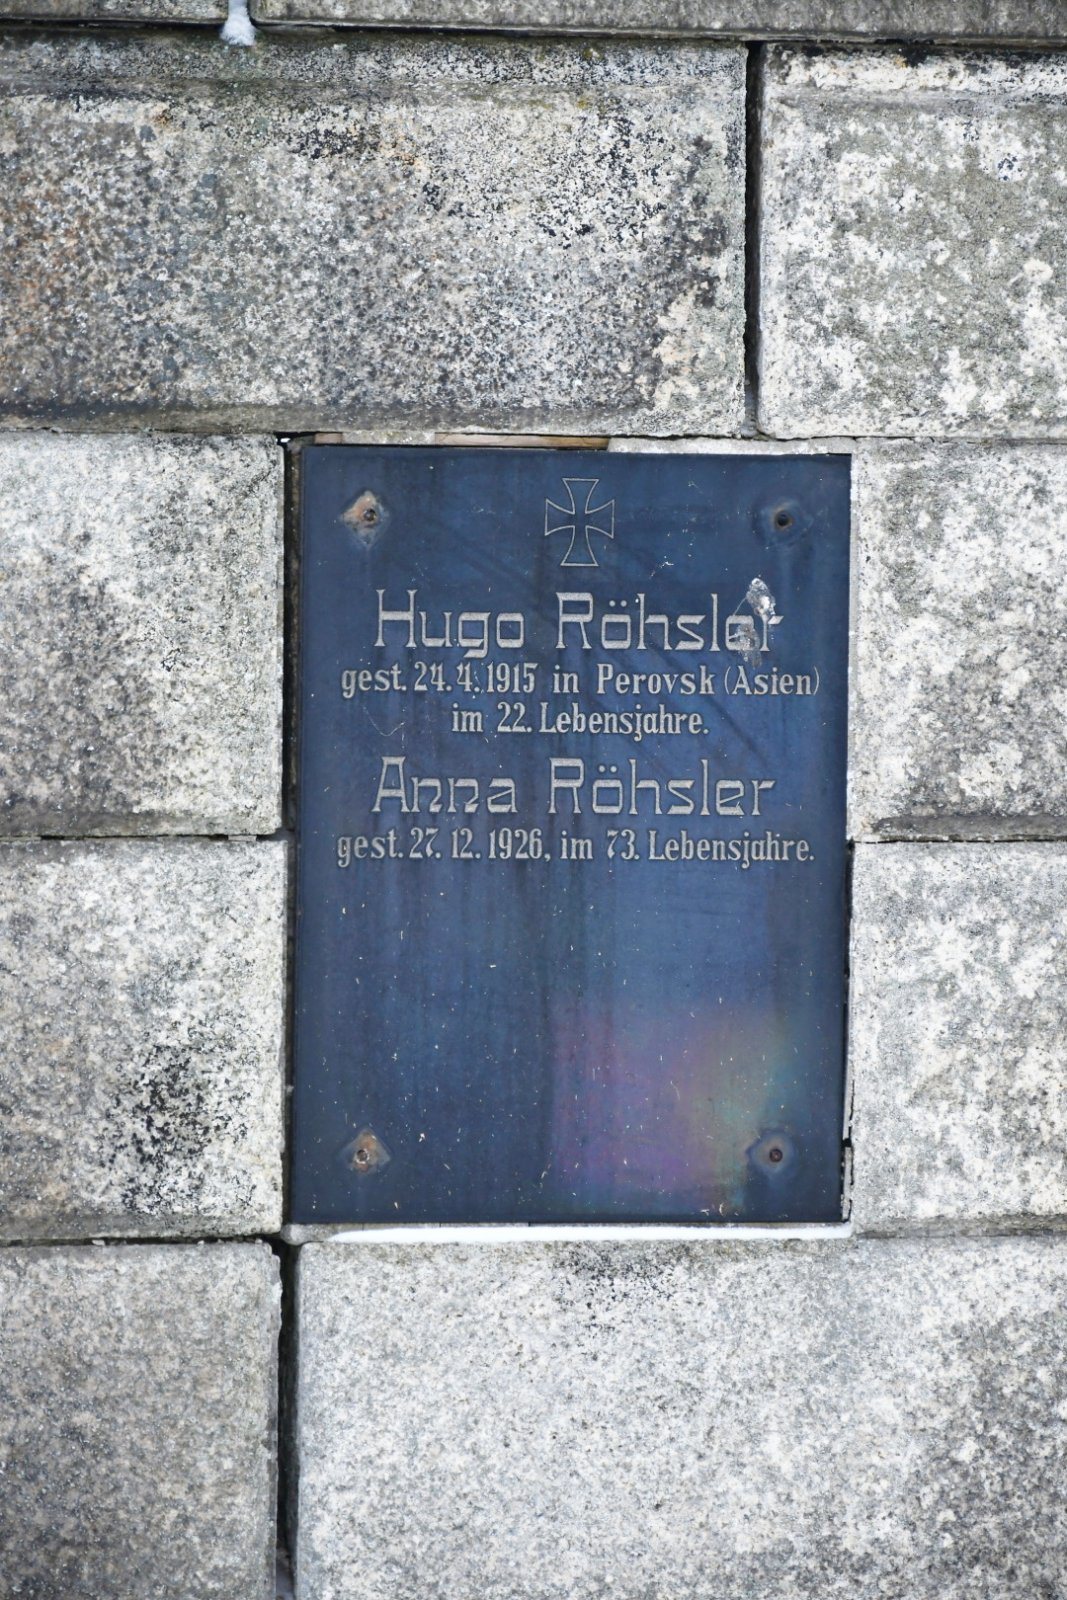 Hugo Röhsler
gest. 24. 4. 1915 in Perovsk (Asien)
im 22. Lebensjahre.
Anna Röhsler
gest. 27. 12. 1926, im 73. Lebensjahre.